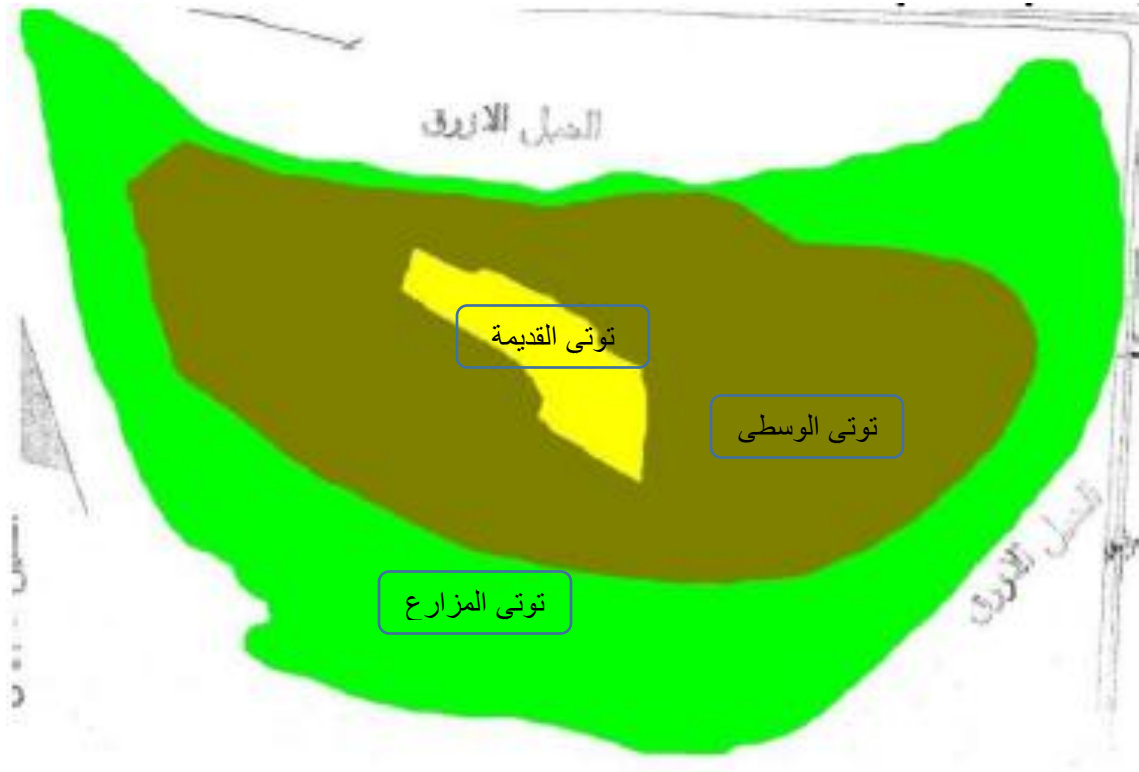 النيل الازرق
توتى القديمة
توتى الوسطى
النيل الازرق
توتى المزارع